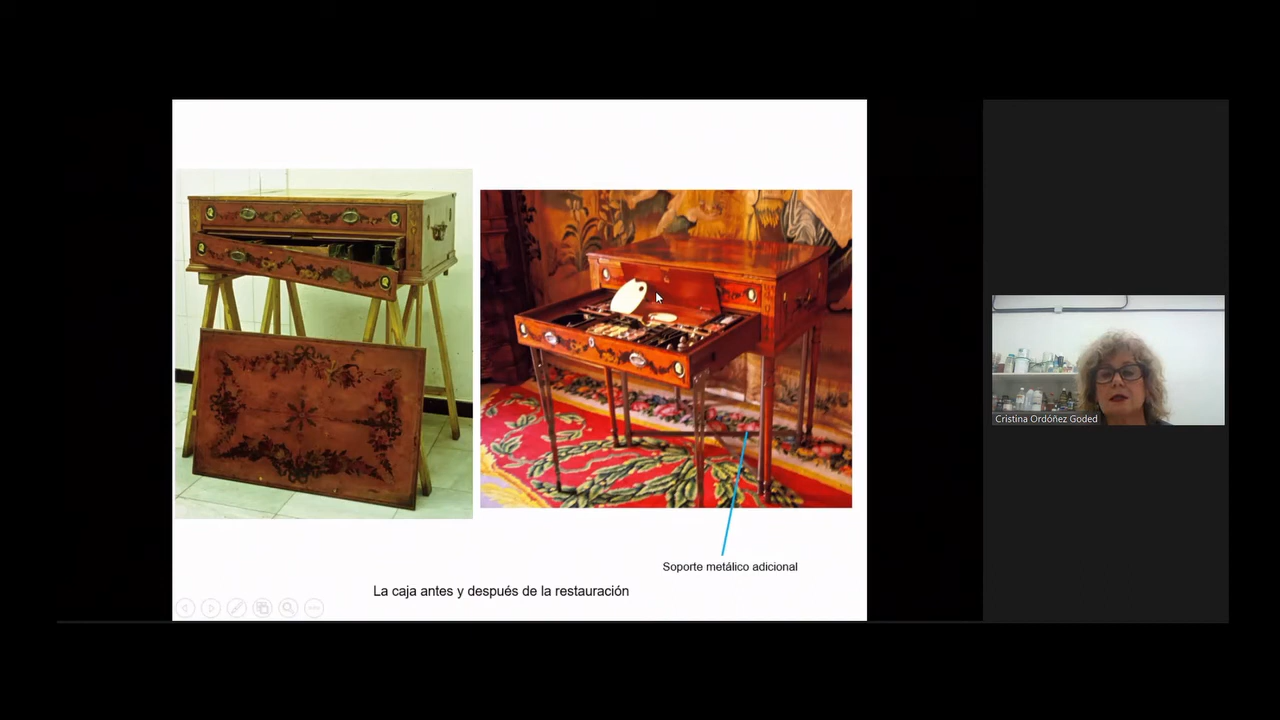 Soporte metálico adicional
La caja antes y después de la restauración
Cristina Ordóñez Goded